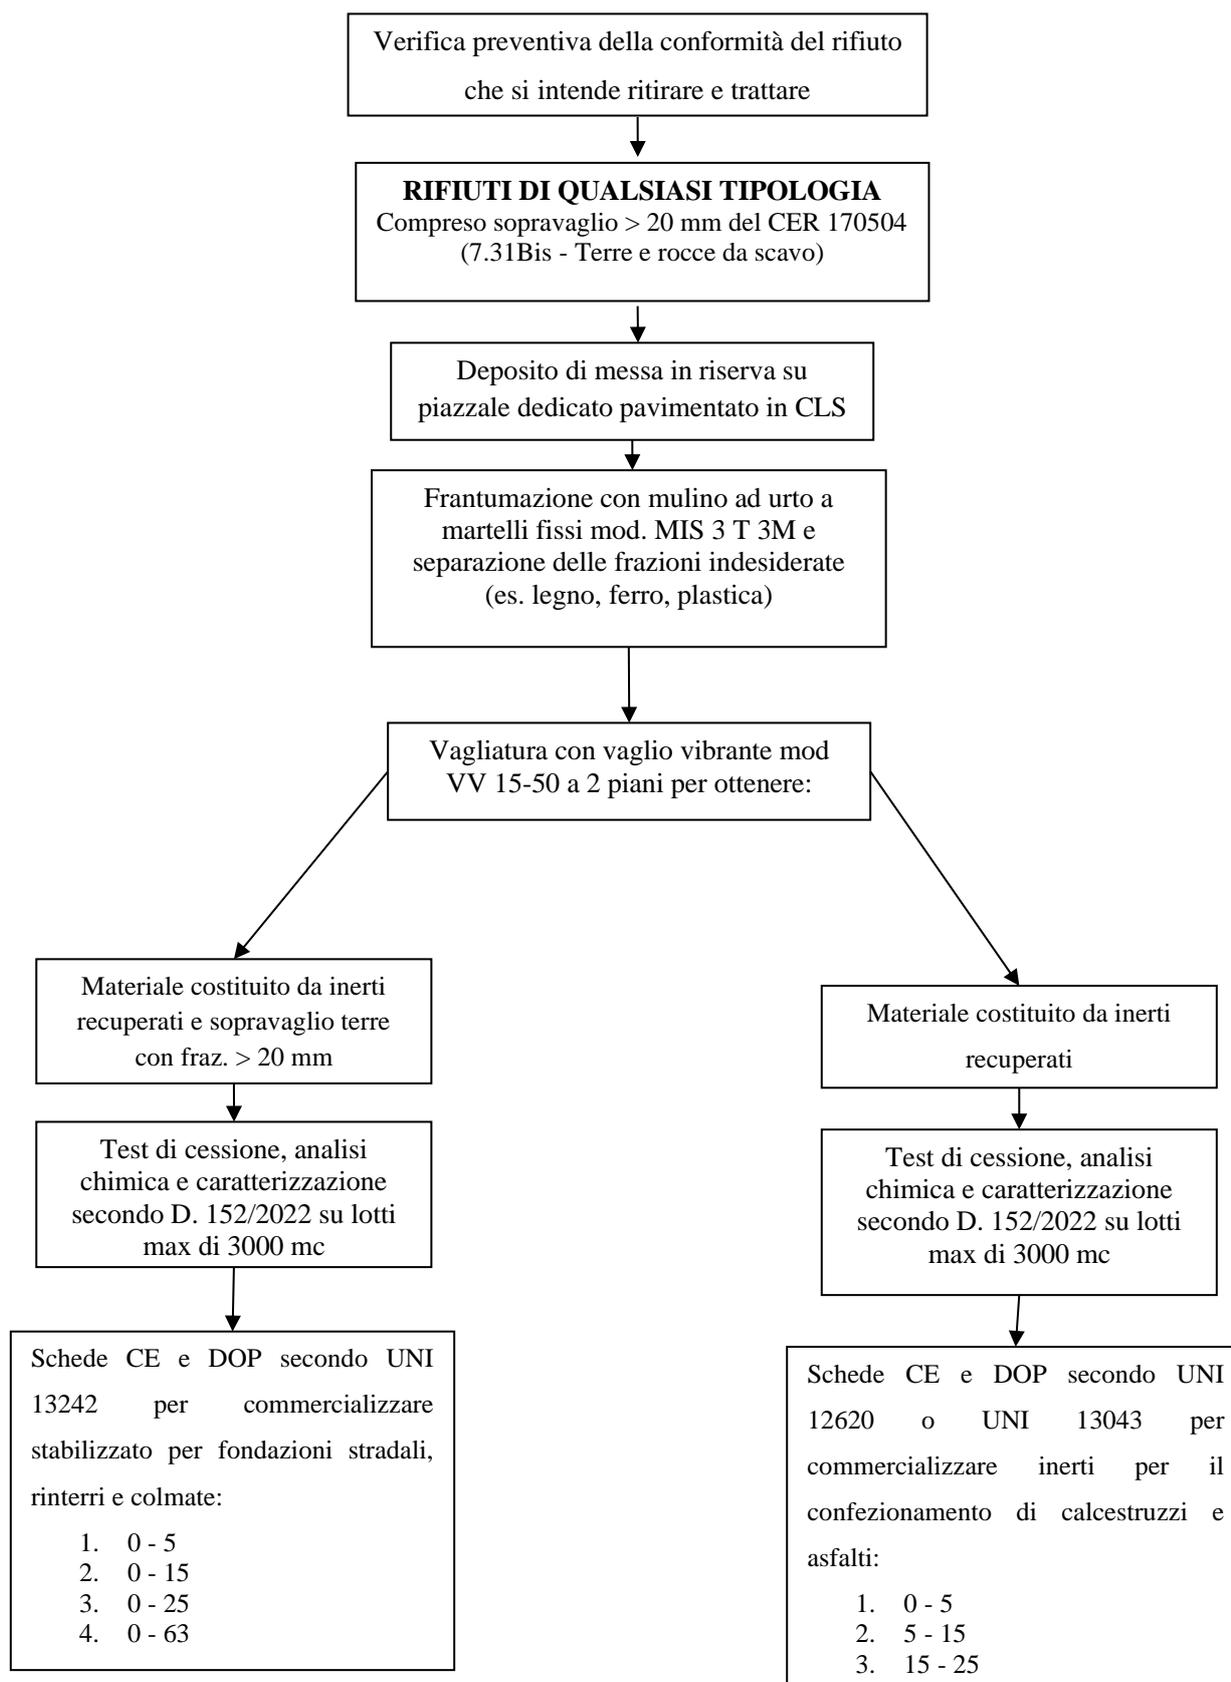 Verifica preventiva della conformità del rifiuto
che si intende ritirare e trattare
RIFIUTI DI QUALSIASI TIPOLOGIA
Compreso sopravaglio > 20 mm del CER 170504
(7.31Bis - Terre e rocce da scavo)
Deposito di messa in riserva su
piazzale dedicato pavimentato in CLS
Frantumazione con mulino ad urto a
martelli fissi mod. MIS 3 T 3M e
separazione delle frazioni indesiderate
(es. legno, ferro, plastica)
Vagliatura con vaglio vibrante mod
VV 15-50 a 2 piani per ottenere:
Materiale costituito da inerti
recuperati e sopravaglio terre
con fraz. > 20 mm
Test di cessione, analisi
chimica e caratterizzazione
secondo D. 152/2022 su lotti
max di 3000 mc
Schede CE e DOP secondo UNI
13242 per commercializzare
stabilizzato per fondazioni stradali,
rinterri e colmate:
1. 0 - 5
2. 0 - 15
3. 0 - 25
4. 0 - 63
Materiale costituito da inerti
recuperati
Test di cessione, analisi
chimica e caratterizzazione
secondo D. 152/2022 su lotti
max di 3000 mc
Schede CE e DOP secondo UNI
12620 o UNI 13043 per
commercializzare inerti per il
confezionamento di calcestruzzi e
asfalti:
1. 0 - 5
2. 5 - 15
3. 15 - 25